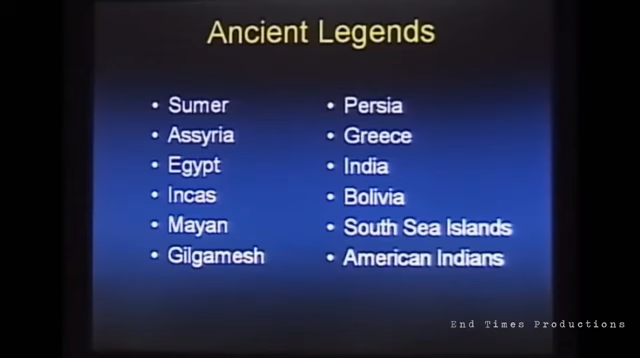 Ancient Legends
• Sumer
• Assyria
• Egypt
• Incas
• Mayan
• Gilgamesh
• Persia
• Greece
• India
• Bolivia
• South Sea Islands
• American Indians
End Times Productions